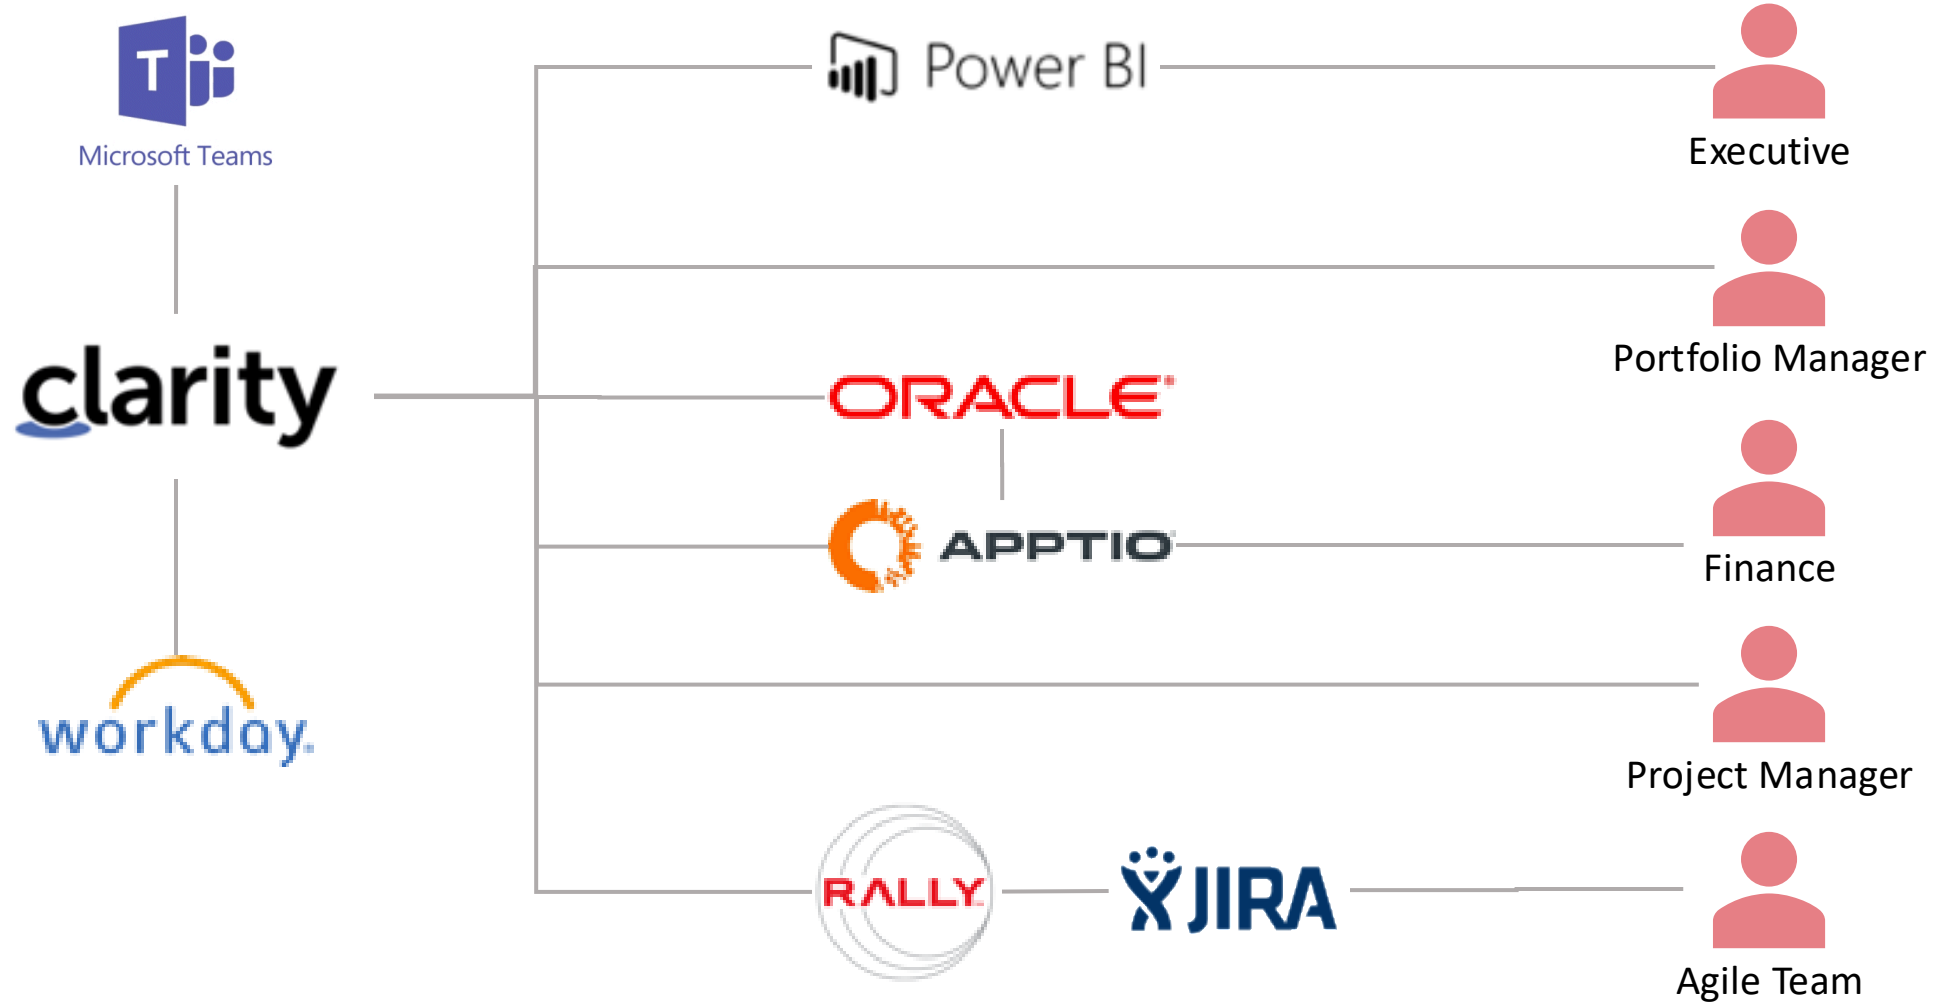 T
Microsoft Teams
Power BI
Executive
Portfolio Manager
clarity
ORACLE
APPTIO
Finance
workday.
Project Manager
RALLY
JIRA
Agile Team